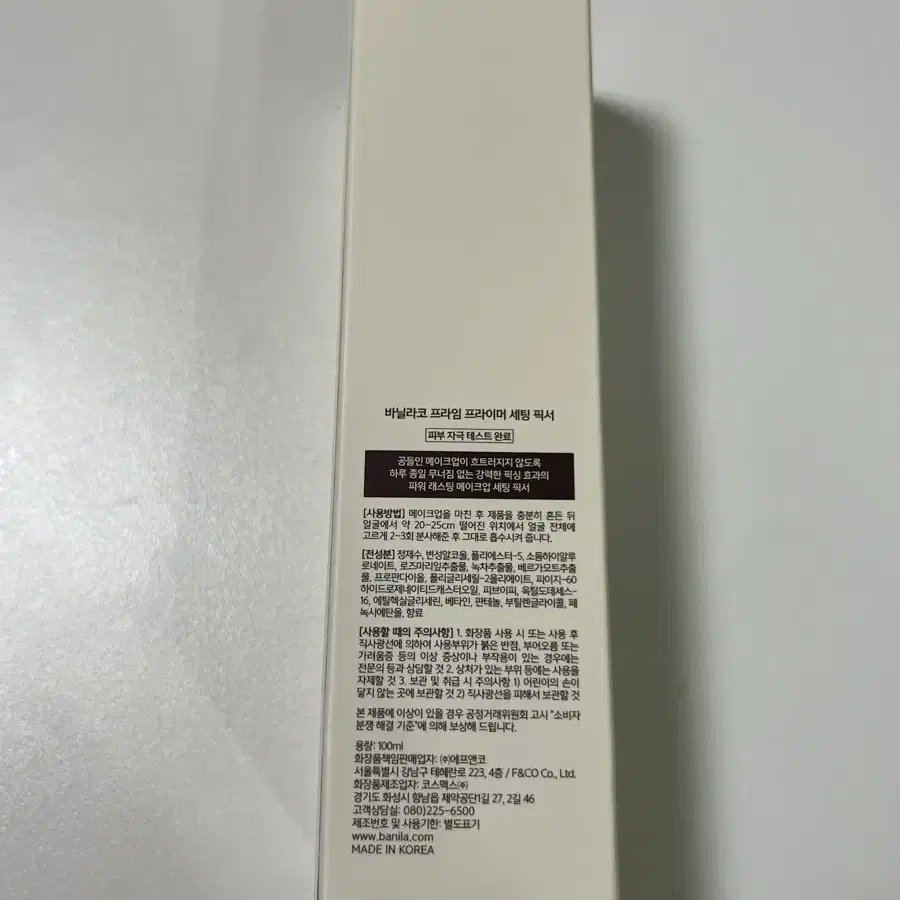 바닐라코 프라임 프라이머 세팅 픽서
피부 자극 테스트 완료
공들인 메이크업이 흐트러지지 않도록
하루 종일 무너짐 없는 강력한 픽싱 효과의
파워 래스팅 메이크업 세팅 픽서
[사용방법] 메이크업을 마친 후 제품을 충분히 흔든 뒤
얼굴에서 약 20~25cm 떨어진 위치에서 얼굴 전체에
고르게 2~3회 분사해준 후 그대로 흡수시켜 줍니다.
[전성분] 정제수, 변성알코올, 폴리에스터-5, 소듐하이알루
로네이트, 로즈마리잎추출물, 녹차추출물, 베르가모트추출
물, 프로판다이올, 폴리글리세릴-2올리에이트, 피이지-60
하이드로제네이티드캐스터오일, 피브이피, 옥틸도데세스-
16, 에틸헥실글리세린, 베타인, 판테놀, 부틸렌글라이콜, 페
녹시에탄올, 향료
[사용할 때의 주의사항] 1. 화장품 사용 시 또는 사용 후
직사광선에 의하여 사용부위가 붉은 반점, 부어오름 또는
가려움증 등의 이상 증상이나 부작용이 있는 경우에는
전문의 등과 상담할 것 2. 상처가 있는 부위 등에는 사용을
자제할 것 3. 보관 및 취급 시 주의사항 1) 어린이의 손이
닿지 않는 곳에 보관할 것 2) 직사광선을 피해서 보관할 것
본 제품에 이상이 있을 경우 공정거래위원회 고시 "소비자
분쟁 해결 기준"에 의해 보상해 드립니다.
용량: 100ml
화장품책임판매업자: ㈜에프앤코
서울특별시 강남구 테헤란로 223, 4층 / F&CO Co., Ltd.
화장품제조업자: 코스맥스㈜
경기도 화성시 향남읍 제약공단1길 27, 2길 46
고객상담실: 080)225-6500
제조번호 및 사용기한: 별도표기
www.banila.com
MADE IN KOREA